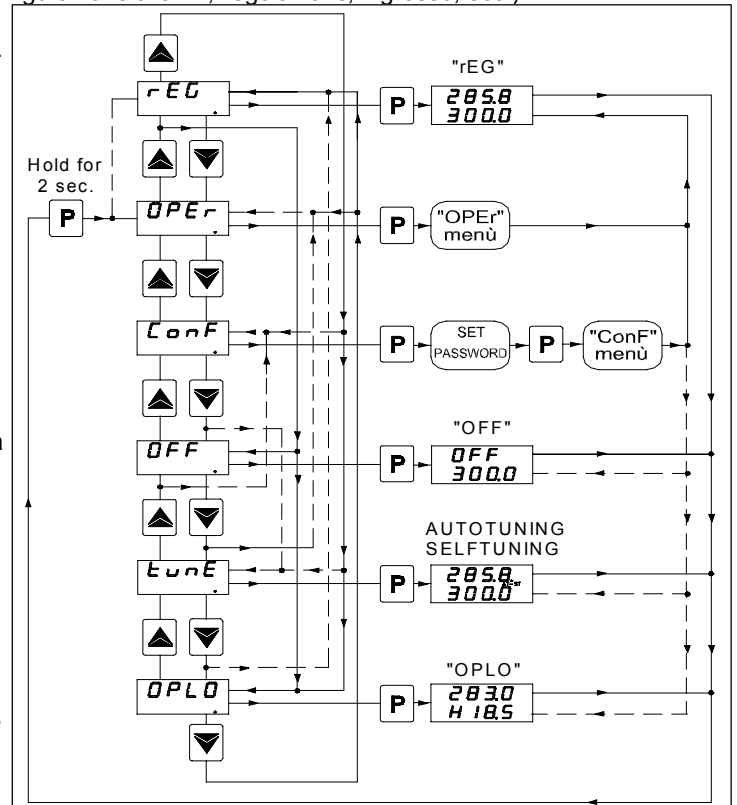 "rEG"
rEG.
P
285.8
300.0
Hold for
2 sec.
P
OPEr.
P
"OPEr"
menù
ConF.
P
SET
PASSWORD
P
"ConF"
menù
"OFF"
OFF.
P
OFF
300.0
AUTOTUNING
SELFTUNING
tunE.
P
285.8
300.0
"OPLO"
OPLO.
P
283.0
H 18.5